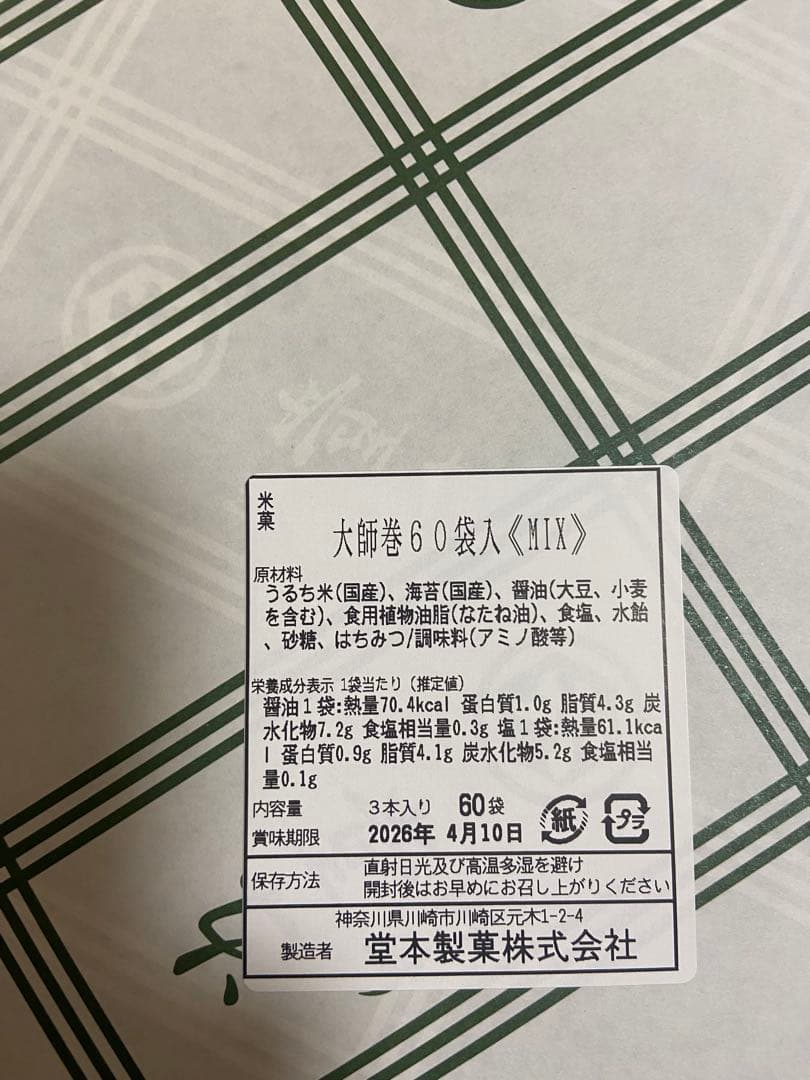 米菓
大師巻６０袋入《MIX》
原材料
うるち米(国産)、海苔(国産)、醤油(大豆、小麦
を含む)、食用植物油脂(なたね油)、食塩、水飴
、砂糖、はちみつ/調味料(アミノ酸等)
栄養成分表示 1袋当たり（推定値）
醤油１袋:熱量70.4kcal 蛋白質1.0g 脂質4.3g 炭
水化物7.2g 食塩相当量0.3g 塩１袋:熱量61.1kca
l 蛋白質0.9g 脂質4.1g 炭水化物5.2g 食塩相当
量0.1g
内容量 ３本入り 60袋
紙 プラ
賞味期限 2026年 4月10日
保存方法 直射日光及び高温多湿を避け
開封後はお早めにお召し上がりください
神奈川県川崎市川崎区元木1-2-4
製造者 堂本製菓株式会社